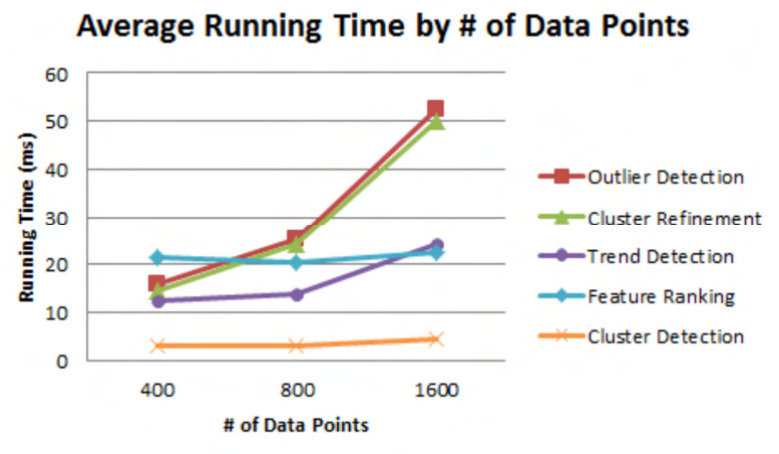 Average Running Time by # of Data Points
60
50
40
30
20
10
0
Running Time (ms)
400 800 1600
# of Data Points
Outlier Detection
Cluster Refinement
Trend Detection
Feature Ranking
Cluster Detection